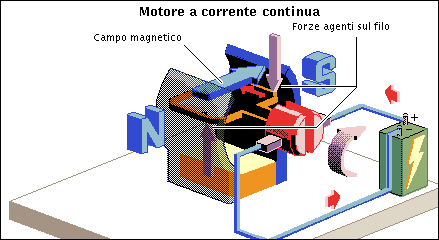 Motore a corrente continua
Forze agenti sul filo
Campo magnetico
S
N
+